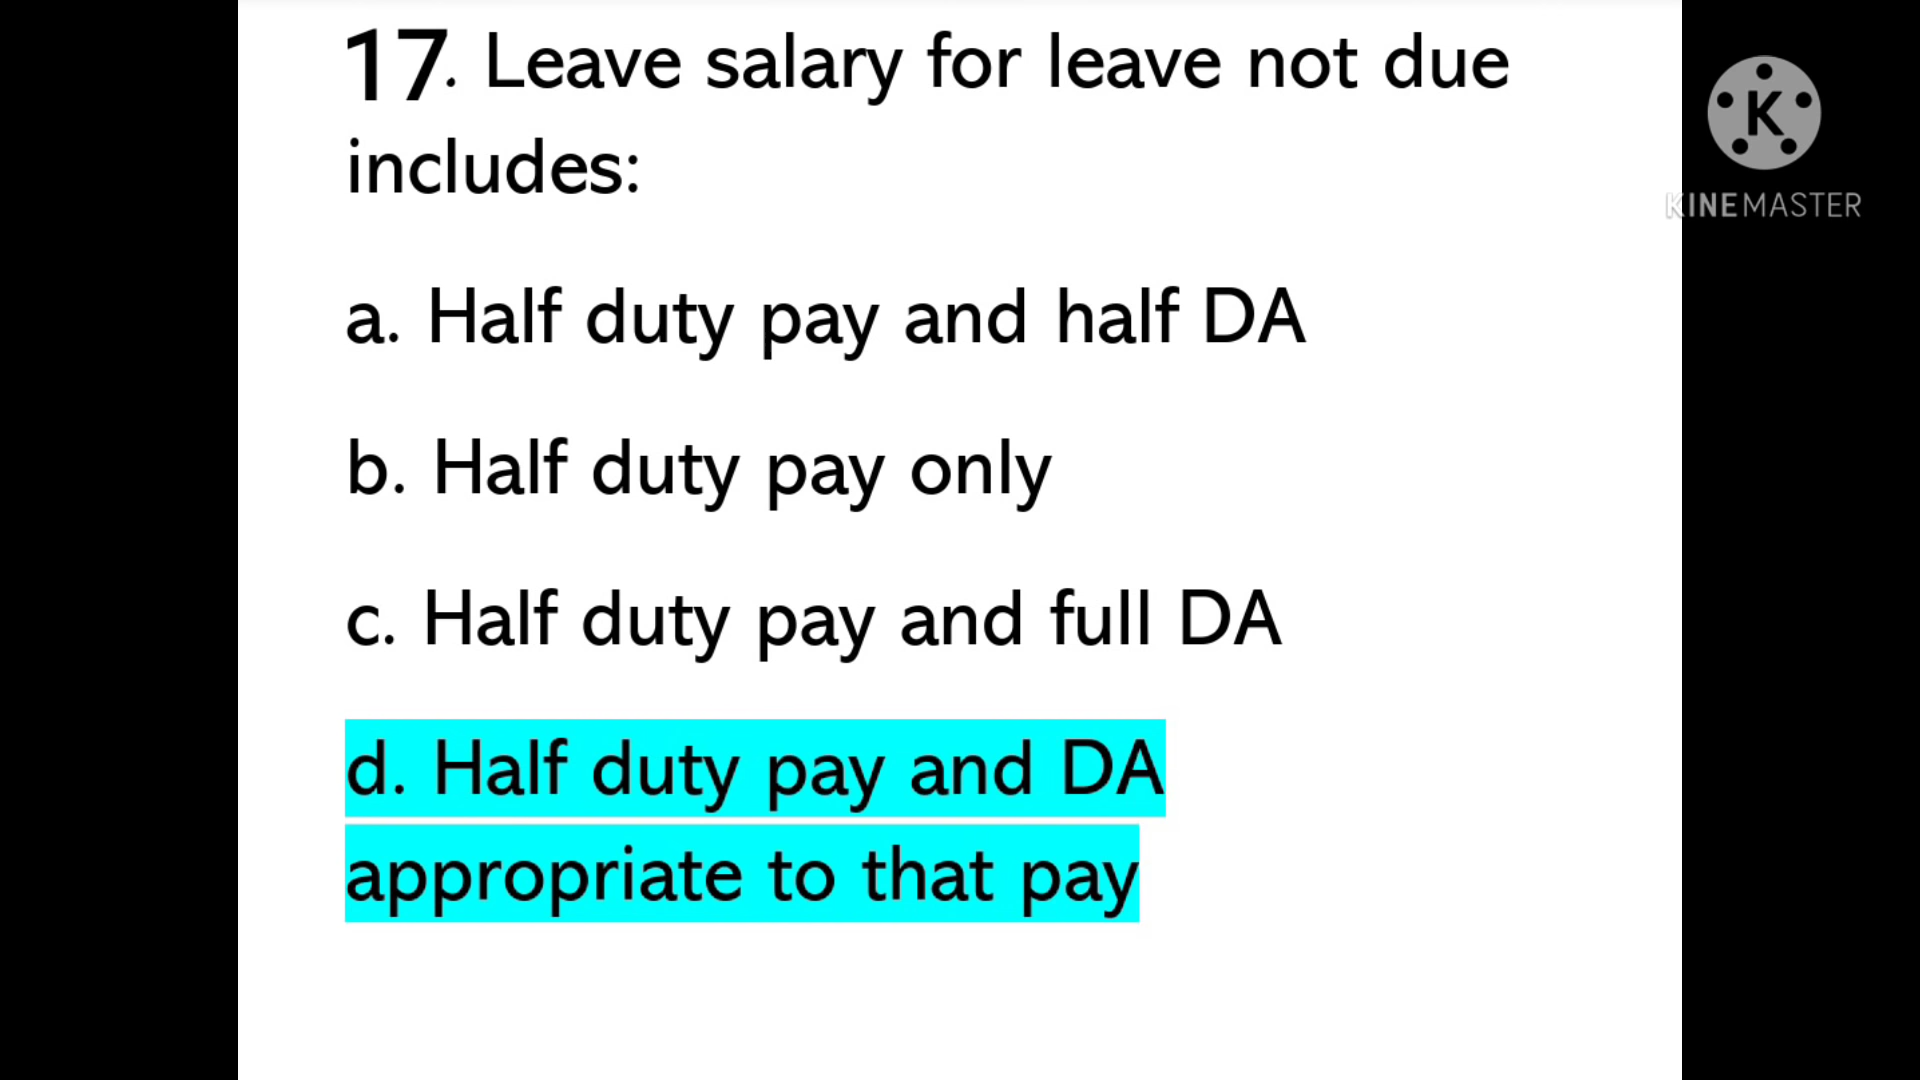 17. Leave salary for leave not due
includes:
a. Half duty pay and half DA
b. Half duty pay only
c. Half duty pay and full DA
d. Half duty pay and DA
appropriate to that pay
K
KINEMASTER